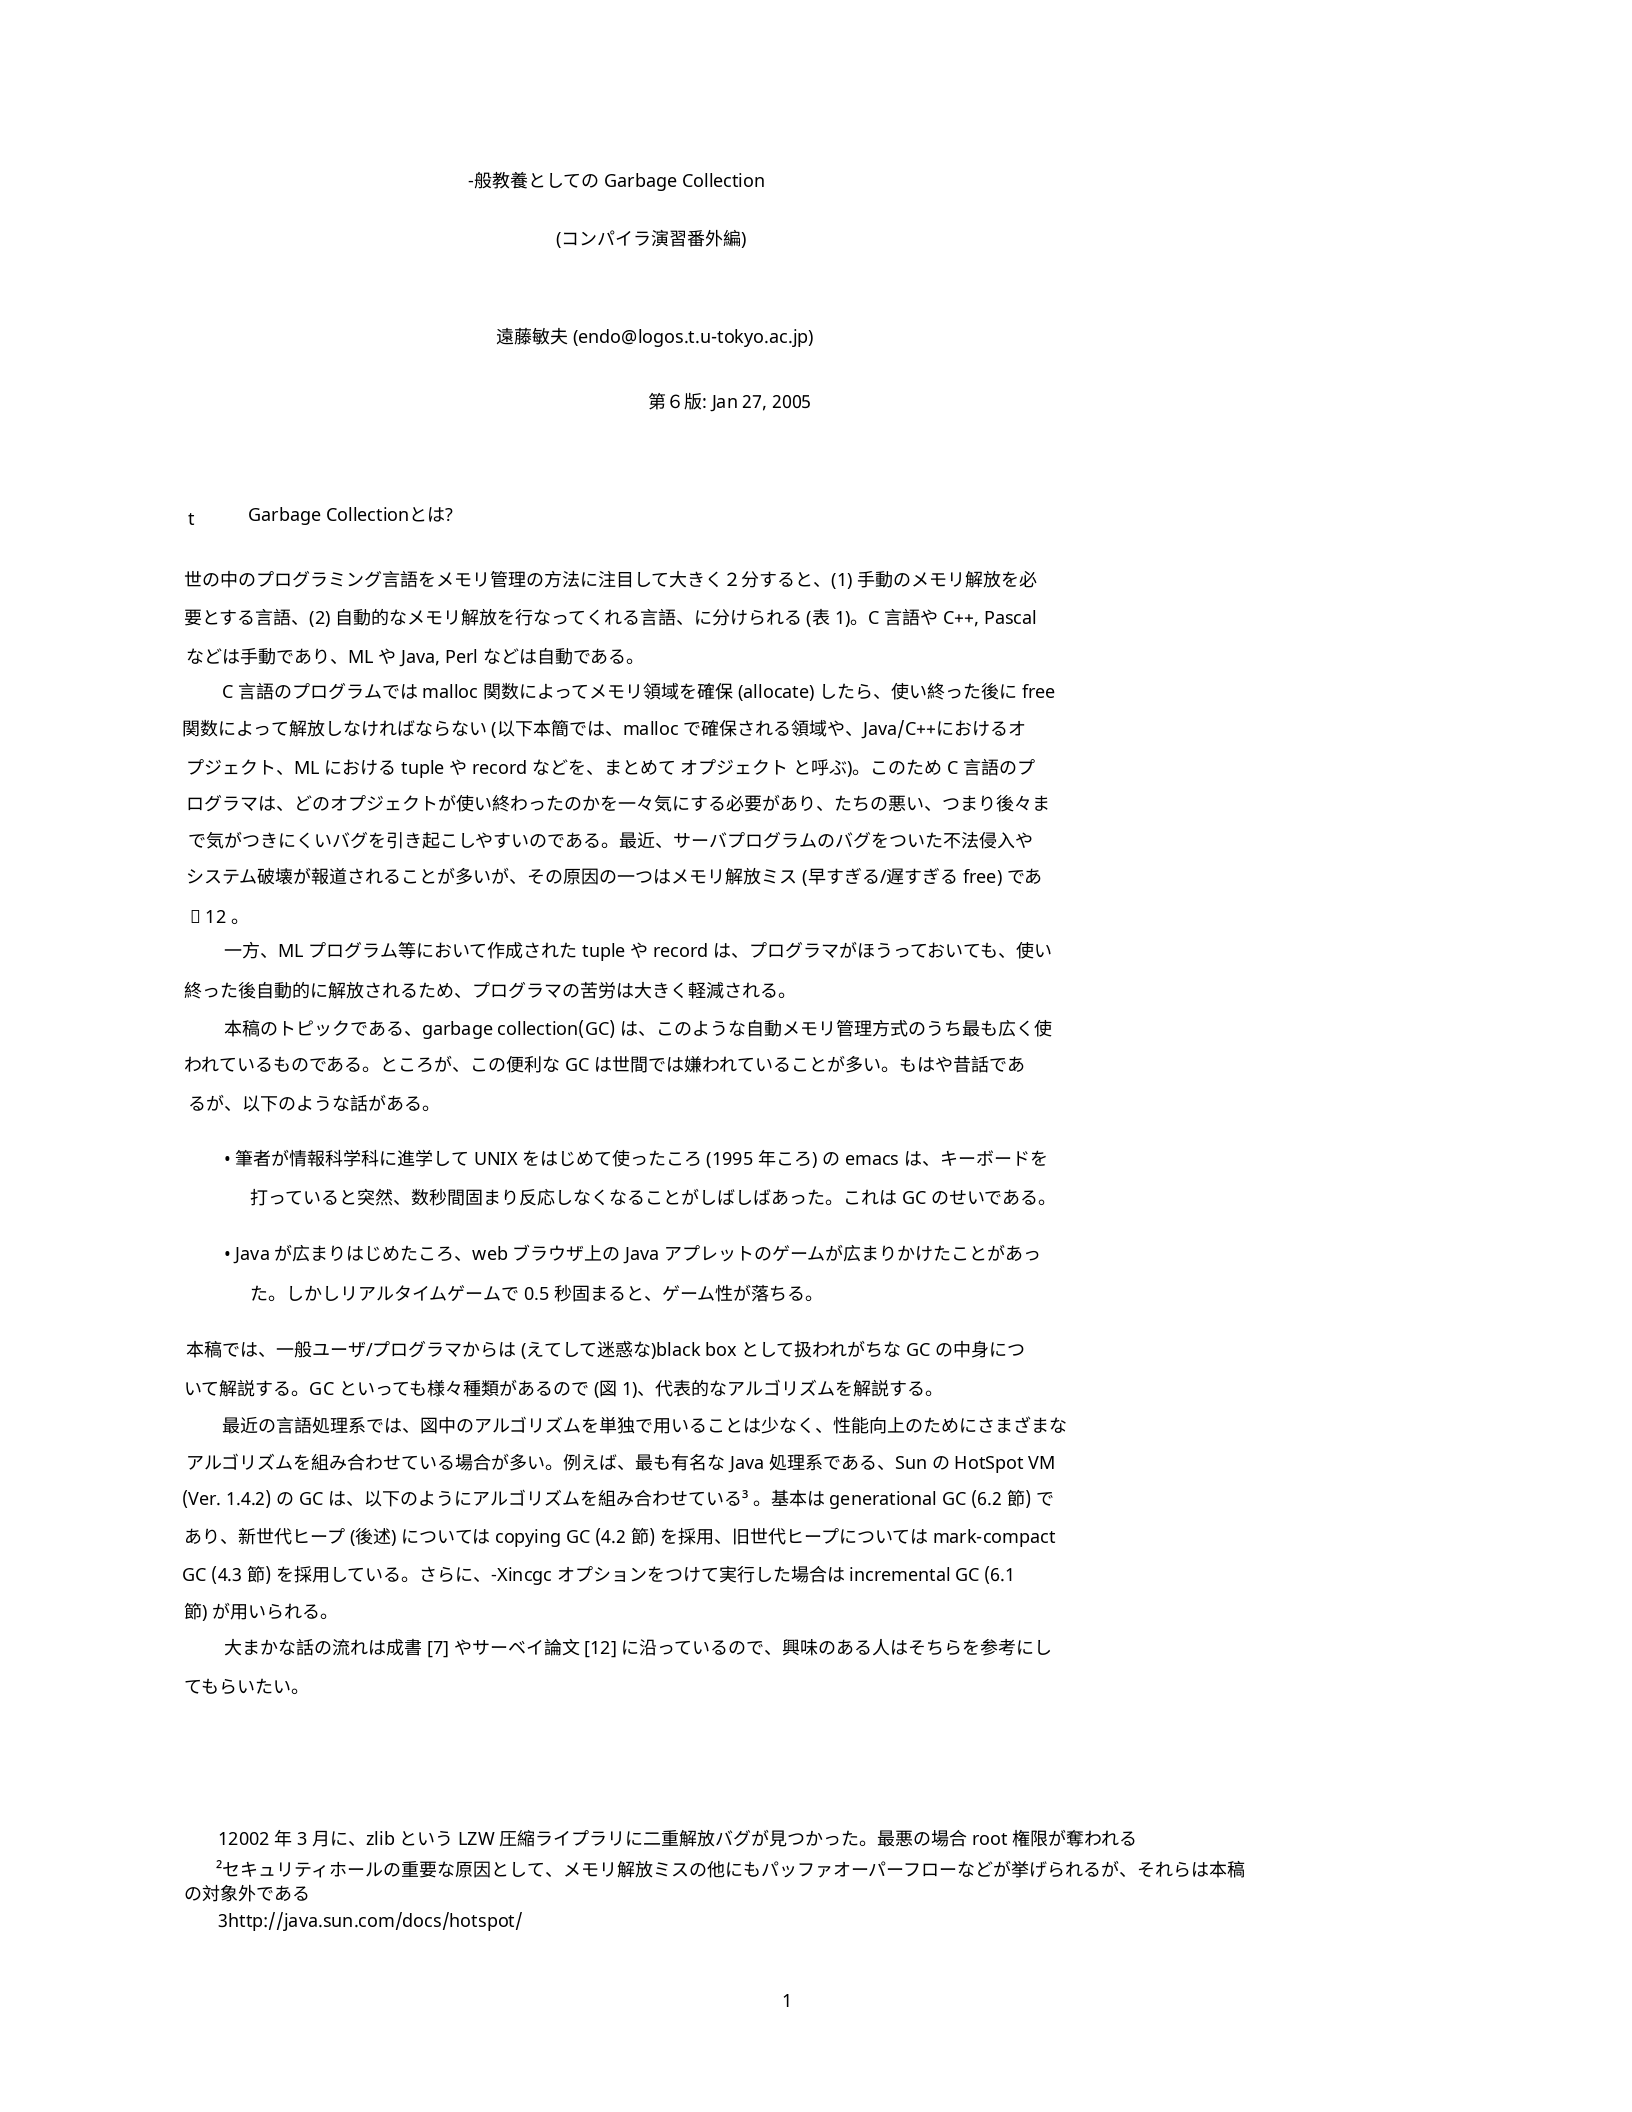 -般教養としての Garbage Collection
(コンパイラ演習番外編)
遠藤敏夫 (endo@logos.t.u-tokyo.ac.jp)
第６版: Jan 27, 2005
t Garbage Collectionとは?
世の中のプログラミング言語をメモリ管理の方法に注目して大きく２分すると、(1) 手動のメモリ解放を必
要とする言語、(2) 自動的なメモリ解放を行なってくれる言語、に分けられる (表 1)。C 言語や C++, Pascal
などは手動であり、ML や Java, Perl などは自動である。
C 言語のプログラムでは malloc 関数によってメモリ領域を確保 (allocate) したら、使い終った後に free
関数によって解放しなければならない (以下本簡では、malloc で確保される領域や、Java/C++におけるオ
プジェクト、ML における tuple や record などを、まとめて オプジェクト と呼ぶ)。このため C 言語のプ
ログラマは、どのオプジェクトが使い終わったのかを一々気にする必要があり、たちの悪い、つまり後々ま
で気がつきにくいバグを引き起こしやすいのである。最近、サーバプログラムのバグをついた不法侵入や
システム破壊が報道されることが多いが、その原因の一つはメモリ解放ミス (早すぎる/遅すぎる free) であ
12 。
一方、ML プログラム等において作成された tuple や record は、プログラマがほうっておいても、使い
終った後自動的に解放されるため、プログラマの苦労は大きく軽減される。
本稿のトピックである、garbage collection(GC) は、このような自動メモリ管理方式のうち最も広く使
われているものである。ところが、この便利な GC は世間では嫌われていることが多い。もはや昔話であ
るが、以下のような話がある。
• 筆者が情報科学科に進学して UNIX をはじめて使ったころ (1995 年ころ) の emacs は、キーボードを
打っていると突然、数秒間固まり反応しなくなることがしばしばあった。これは GC のせいである。
• Java が広まりはじめたころ、web ブラウザ上の Java アプレットのゲームが広まりかけたことがあっ
た。しかしリアルタイムゲームで 0.5 秒固まると、ゲーム性が落ちる。
本稿では、一般ユーザ/プログラマからは (えてして迷惑な)black box として扱われがちな GC の中身につ
いて解説する。GC といっても様々種類があるので (図 1)、代表的なアルゴリズムを解説する。
最近の言語処理系では、図中のアルゴリズムを単独で用いることは少なく、性能向上のためにさまざまな
アルゴリズムを組み合わせている場合が多い。例えば、最も有名な Java 処理系である、Sun の HotSpot VM
(Ver. 1.4.2) の GC は、以下のようにアルゴリズムを組み合わせている³ 。基本は generational GC (6.2 節) で
あり、新世代ヒープ (後述) については copying GC (4.2 節) を採用、旧世代ヒープについては mark-compact
GC (4.3 節) を採用している。さらに、-Xincgc オプションをつけて実行した場合は incremental GC (6.1
節) が用いられる。
大まかな話の流れは成書 [7] やサーベイ論文 [12] に沿っているので、興味のある人はそちらを参考にし
てもらいたい。
12002 年 3 月に、zlib という LZW 圧縮ライプラリに二重解放バグが見つかった。最悪の場合 root 権限が奪われる
²セキュリティホールの重要な原因として、メモリ解放ミスの他にもパッファオーパーフローなどが挙げられるが、それらは本稿
の対象外である
3http://java.sun.com/docs/hotspot/
1